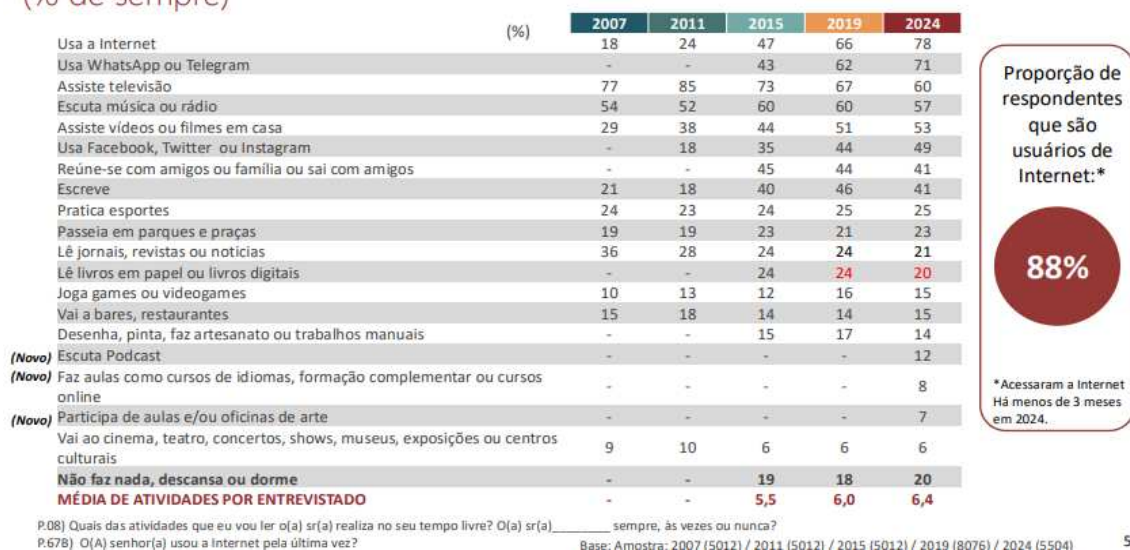 (% de sempre)
(%) 2007 2011 2015 2019 2024
Usa a Internet 18 24 47 66 78
Usa WhatsApp ou Telegram - - 43 62 71
Assiste televisão 77 85 73 67 60
Escuta música ou rádio 54 52 60 60 57
Assiste vídeos ou filmes em casa 29 38 44 51 53
Usa Facebook, Twitter ou Instagram - 18 35 44 49
Reúne-se com amigos ou família ou sai com amigos - - 45 44 41
Escreve 21 18 40 46 41
Pratica esportes 24 23 24 25 25
Passeia em parques e praças 19 19 23 21 23
Lê jornais, revistas ou noticias 36 28 24 24 21
Lê livros em papel ou livros digitais - - 24 24 20
Joga games ou videogames 10 13 12 16 15
Vai a bares, restaurantes 15 18 14 14 15
Desenha, pinta, faz artesanato ou trabalhos manuais - - 15 17 14
(Novo) Escuta Podcast - - - - 12
(Novo) Faz aulas como cursos de idiomas, formação complementar ou cursos
online - - - - 8
(Novo) Participa de aulas e/ou oficinas de arte - - - - 7
Vai ao cinema, teatro, concertos, shows, museus, exposições ou centros
culturais 9 10 6 6 6
Não faz nada, descansa ou dorme - - 19 18 20
MÉDIA DE ATIVIDADES POR ENTREVISTADO - - 5,5 6,0 6,4
Proporção de
respondentes
que são
usuários de
Internet:*
88%
*Acessaram a Internet
Há menos de 3 meses
em 2024.
P.08) Quais das atividades que eu vou ler o(a) sr(a) realiza no seu tempo livre? O(a) sr(a)________ sempre, às vezes ou nunca?
P.67B) O(A) senhor(a) usou a Internet pela última vez?
Base: Amostra: 2007 (5012) / 2011 (5012) / 2015 (5012) / 2019 (8076) / 2024 (5504)
5